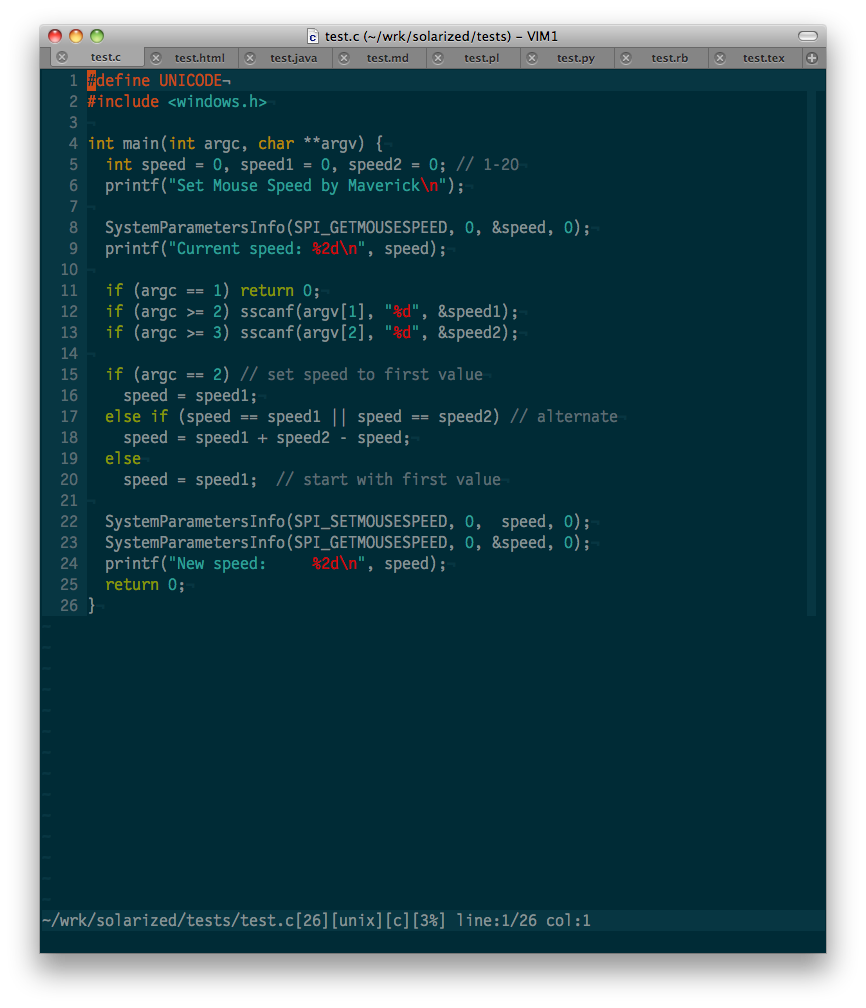 test.c (~/wrk/solarized/tests) – VIM1
test.c test.html test.java test.md test.pl test.py test.rb test.tex
1 #define UNICODE¬
2 #include <windows.h>¬
3 ¬
4 int main(int argc, char **argv) {¬
5   int speed = 0, speed1 = 0, speed2 = 0; // 1-20¬
6   printf("Set Mouse Speed by Maverick\n");¬
7 ¬
8   SystemParametersInfo(SPI_GETMOUSESPEED, 0, &speed, 0);¬
9   printf("Current speed: %2d\n", speed);¬
10 ¬
11   if (argc == 1) return 0;¬
12   if (argc >= 2) sscanf(argv[1], "%d", &speed1);¬
13   if (argc >= 3) sscanf(argv[2], "%d", &speed2);¬
14 ¬
15   if (argc == 2) // set speed to first value¬
16     speed = speed1;¬
17   else if (speed == speed1 || speed == speed2) // alternate¬
18     speed = speed1 + speed2 - speed;¬
19   else¬
20     speed = speed1;  // start with first value¬
21 ¬
22   SystemParametersInfo(SPI_SETMOUSESPEED, 0,  speed, 0);¬
23   SystemParametersInfo(SPI_GETMOUSESPEED, 0, &speed, 0);¬
24   printf("New speed:     %2d\n", speed);¬
25   return 0;¬
26 }¬
~/wrk/solarized/tests/test.c[26][unix][c][3%] line:1/26 col:1